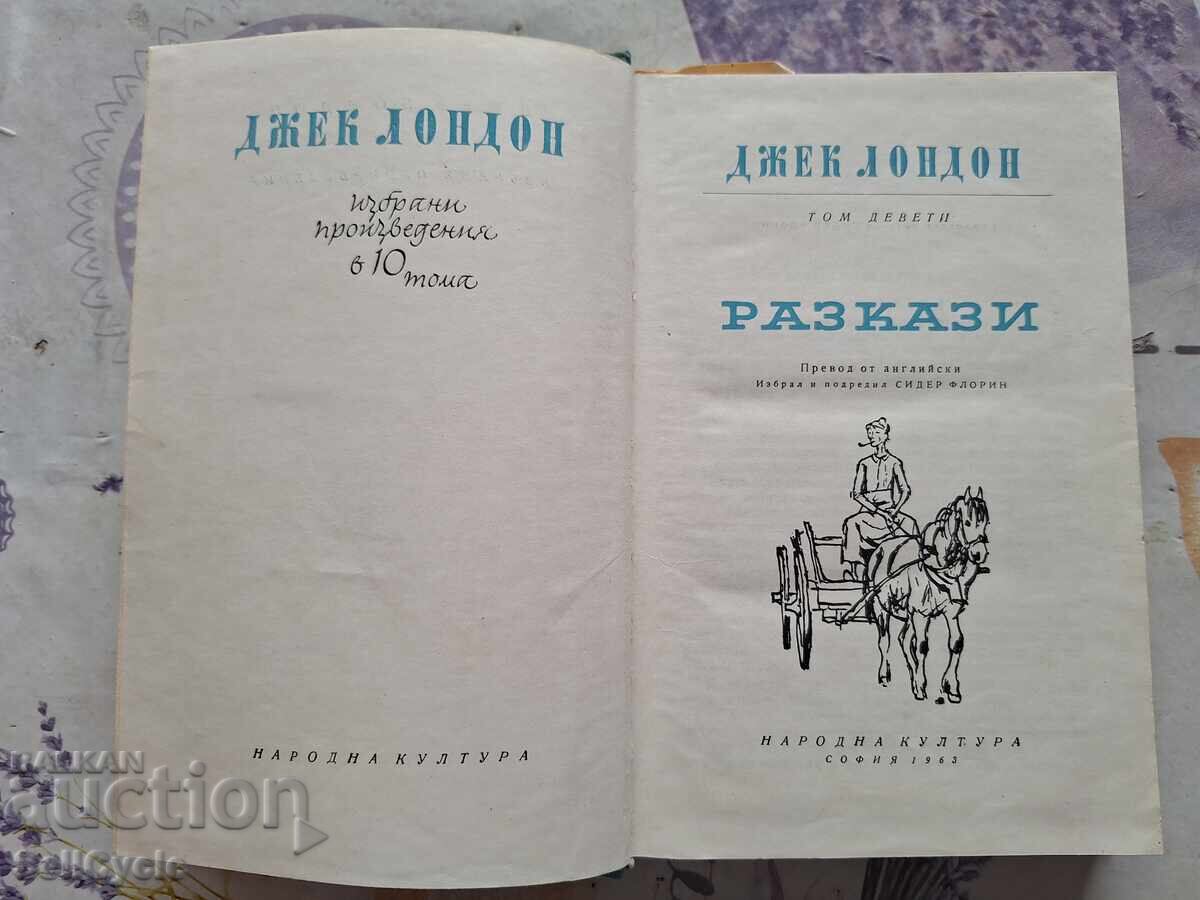 ДЖЕК ЛОНДОН
избрани
произведения
в 10 тома
НАРОДНА КУЛТУРА
ДЖЕК ЛОНДОН
ТОМ ДЕВЕТИ
РАЗКАЗИ
Превод от английски
Избрал и подредил СИДЕР ФЛОРИН
НАРОДНА КУЛТУРА
СОФИЯ 1963
BALKAN
auction
SellCycle